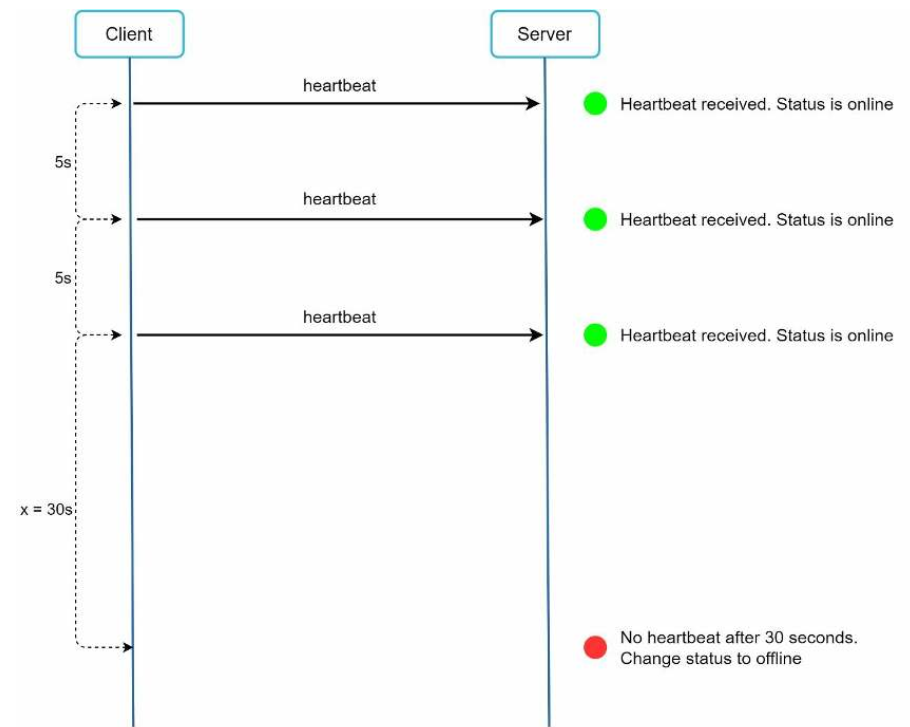 Client
Server
heartbeat
Heartbeat received. Status is online
5s
heartbeat
Heartbeat received. Status is online
5s
heartbeat
Heartbeat received. Status is online
x = 30s
No heartbeat after 30 seconds.
Change status to offline